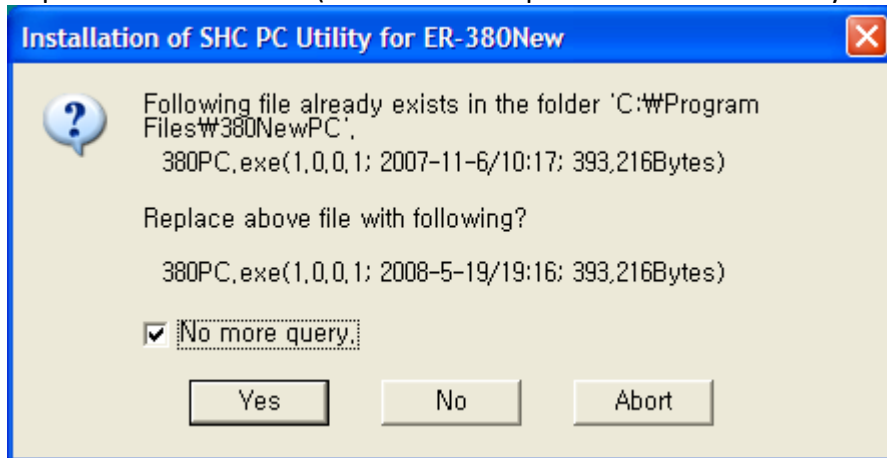 Installation of SHC PC Utility for ER-380New
Following file already exists in the folder 'C:₩Program
Files₩380NewPC'.
380PC.exe(1.0.0.1; 2007-11-6/10:17; 393,216Bytes)
Replace above file with following?
380PC.exe(1.0.0.1; 2008-5-19/19:16; 393,216Bytes)
No more query.
Yes
No
Abort